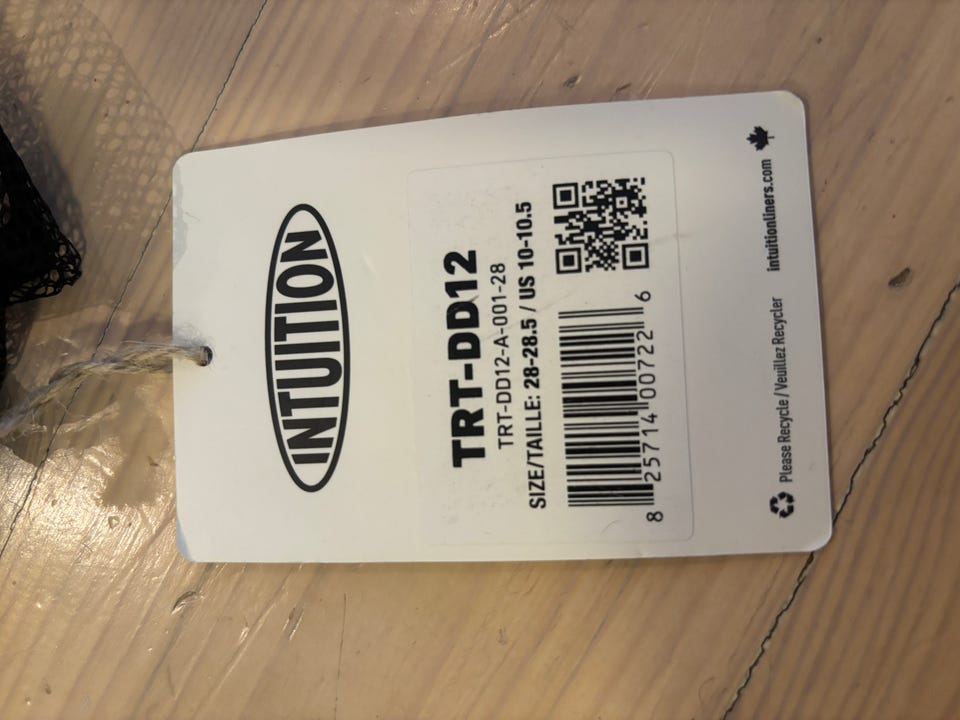 INTUITION
TRT-DD12
TRT-DD12-A-001-28
SIZE/TAILLE: 28-28.5 / US 10-10.5
8 25714 00722 6
Please Recycle / Veuillez Recycler
intuitionliners.com